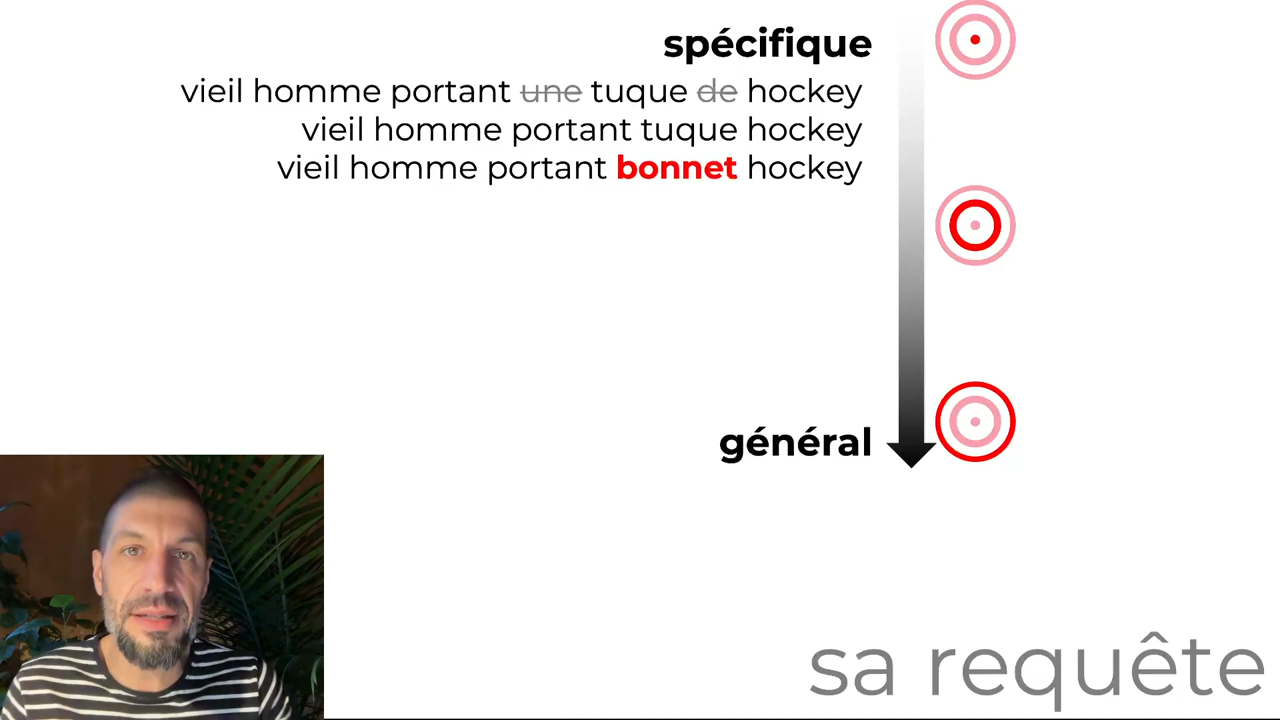 spécifique
vieil homme portant une tuque de hockey
vieil homme portant tuque hockey
vieil homme portant bonnet hockey
général
sa requête